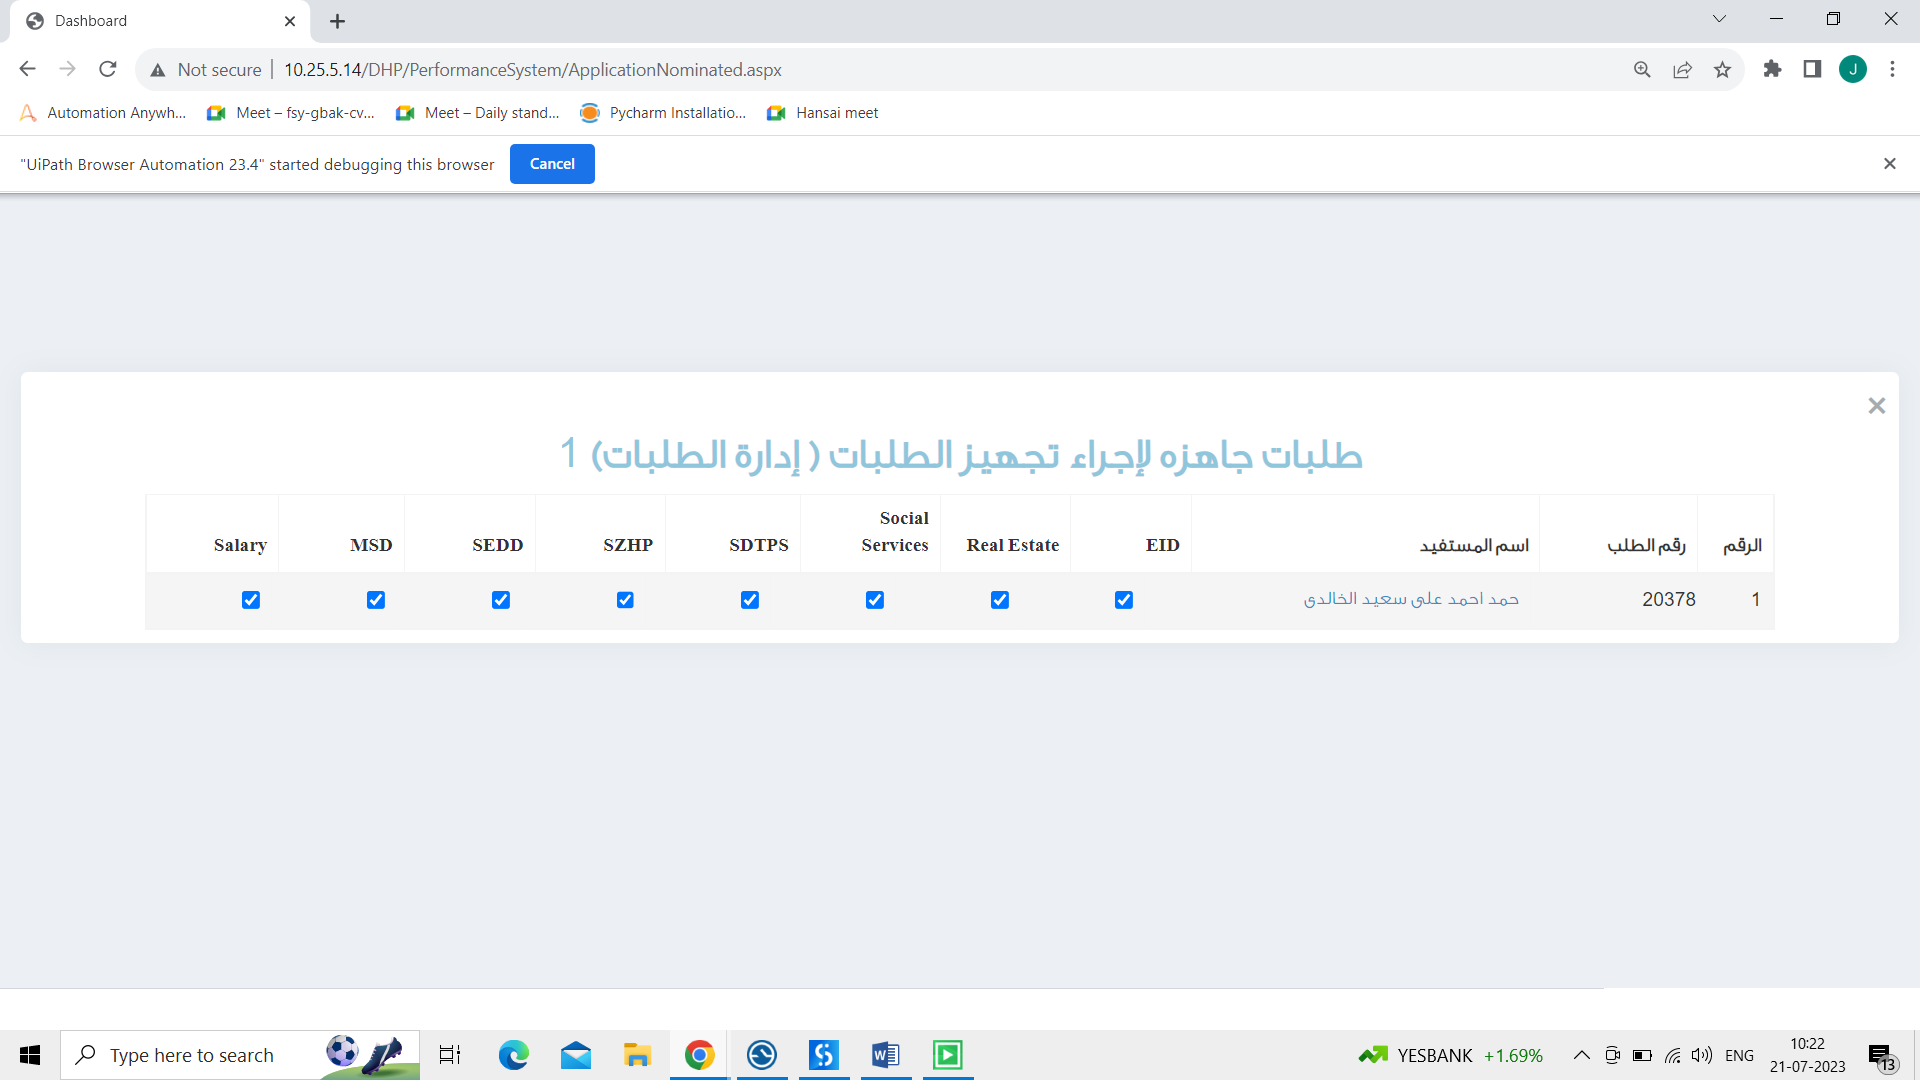 Dashboard
Not secure | 10.25.5.14/DHP/PerformanceSystem/ApplicationNominated.aspx
J
Automation Anywh... Meet – fsy-gbak-cv... Meet – Daily stand... Pycharm Installatio... Hansai meet
"UiPath Browser Automation 23.4" started debugging this browser Cancel
طلبات جاهزه لإجراء تجهيز الطلبات ( إدارة الطلبات) 1
الرقم رقم الطلب اسم المستفيد EID Real Estate Social Services SDTPS SZHP SEDD MSD Salary
1 20378 حمد احمد علي سعيد الخالدي
Type here to search
YESBANK +1.69%
ENG
10:22
21-07-2023
13